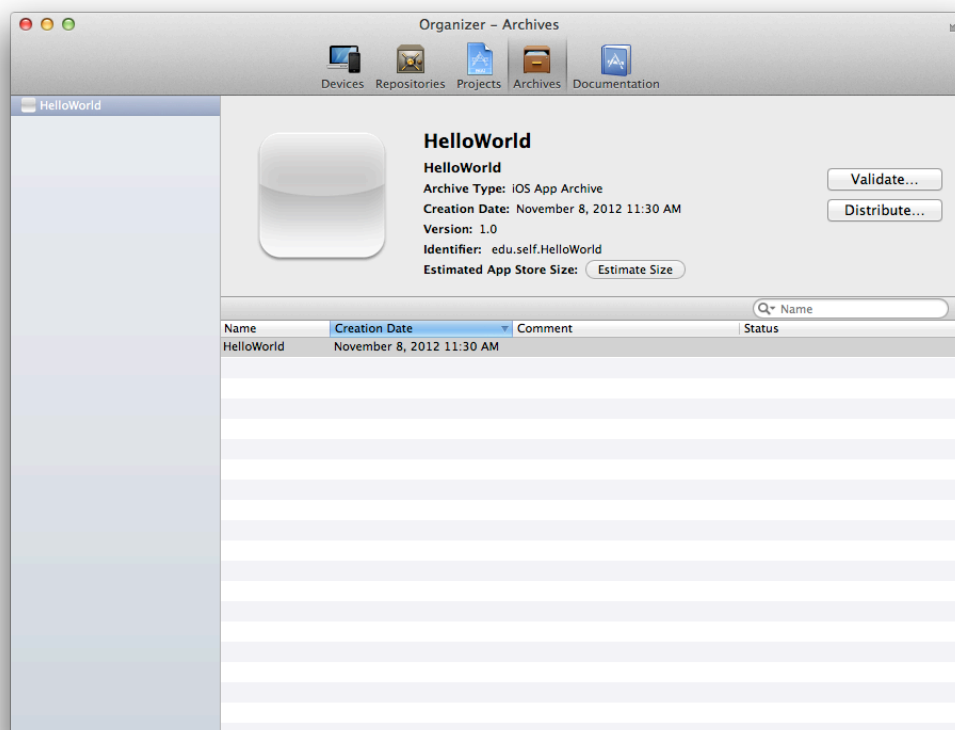 Organizer – Archives
Devices Repositories Projects Archives Documentation
HelloWorld
HelloWorld
HelloWorld
Archive Type: iOS App Archive
Creation Date: November 8, 2012 11:30 AM
Version: 1.0
Identifier: edu.self.HelloWorld
Estimated App Store Size: Estimate Size
Validate...
Distribute...
Name
Name Creation Date Comment Status
HelloWorld November 8, 2012 11:30 AM